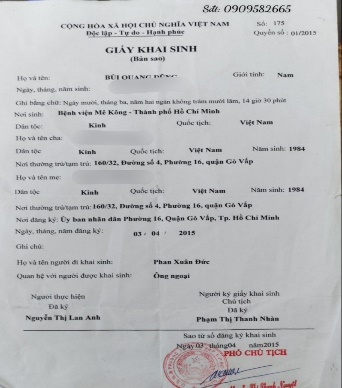 Sđt: 0909582665
CỘNG HÒA XÃ HỘI CHỦ NGHĨA VIỆT NAM Số: 175
Độc lập - Tự do - Hạnh phúc Quyển số : 01/2015
GIẤY KHAI SINH
(Bản sao)
Họ và tên: BÙI QUANG DŨNG Giới tính: Nam
Ngày, tháng, năm sinh:
Ghi bằng chữ: Ngày mười, tháng ba, năm hai ngàn không trăm mười lăm, 14 giờ 30 phút
Nơi sinh: Bệnh viện Mê Kông - Thành phố Hồ Chí Minh
Dân tộc: Kinh Quốc tịch: Việt Nam
Họ và tên cha:
Dân tộc: Kinh Quốc tịch: Việt Nam Năm sinh: 1984
Nơi thường trú/tạm trú: 160/32, Đường số 4, Phường 16, quận Gò Vấp
Họ và tên mẹ:
Dân tộc Kinh Quốc tịch: Việt Nam Năm sinh: 1984
Nơi thường trú/tạm trú: 160/32, Đường số 4, Phường 16, quận Gò Vấp
Nơi đăng ký: Ủy ban nhân dân Phường 16, Quận Gò Vấp, Tp. Hồ Chí Minh
Ngày, tháng, năm đăng ký: 03 - 04 - 2015
Ghi chú:
Họ và tên người đi khai sinh: Phan Xuân Đức
Quan hệ với người được khai sinh: Ông ngoại
Người thực hiện Người ký giấy khai sinh
Chủ tịch
Đã ký Đã ký
Nguyễn Thị Lan Anh Phạm Thị Thanh Nhàn
Sao từ sổ đăng ký khai sinh
Ngày 03 tháng 04 năm 2015
PHÓ CHỦ TỊCH